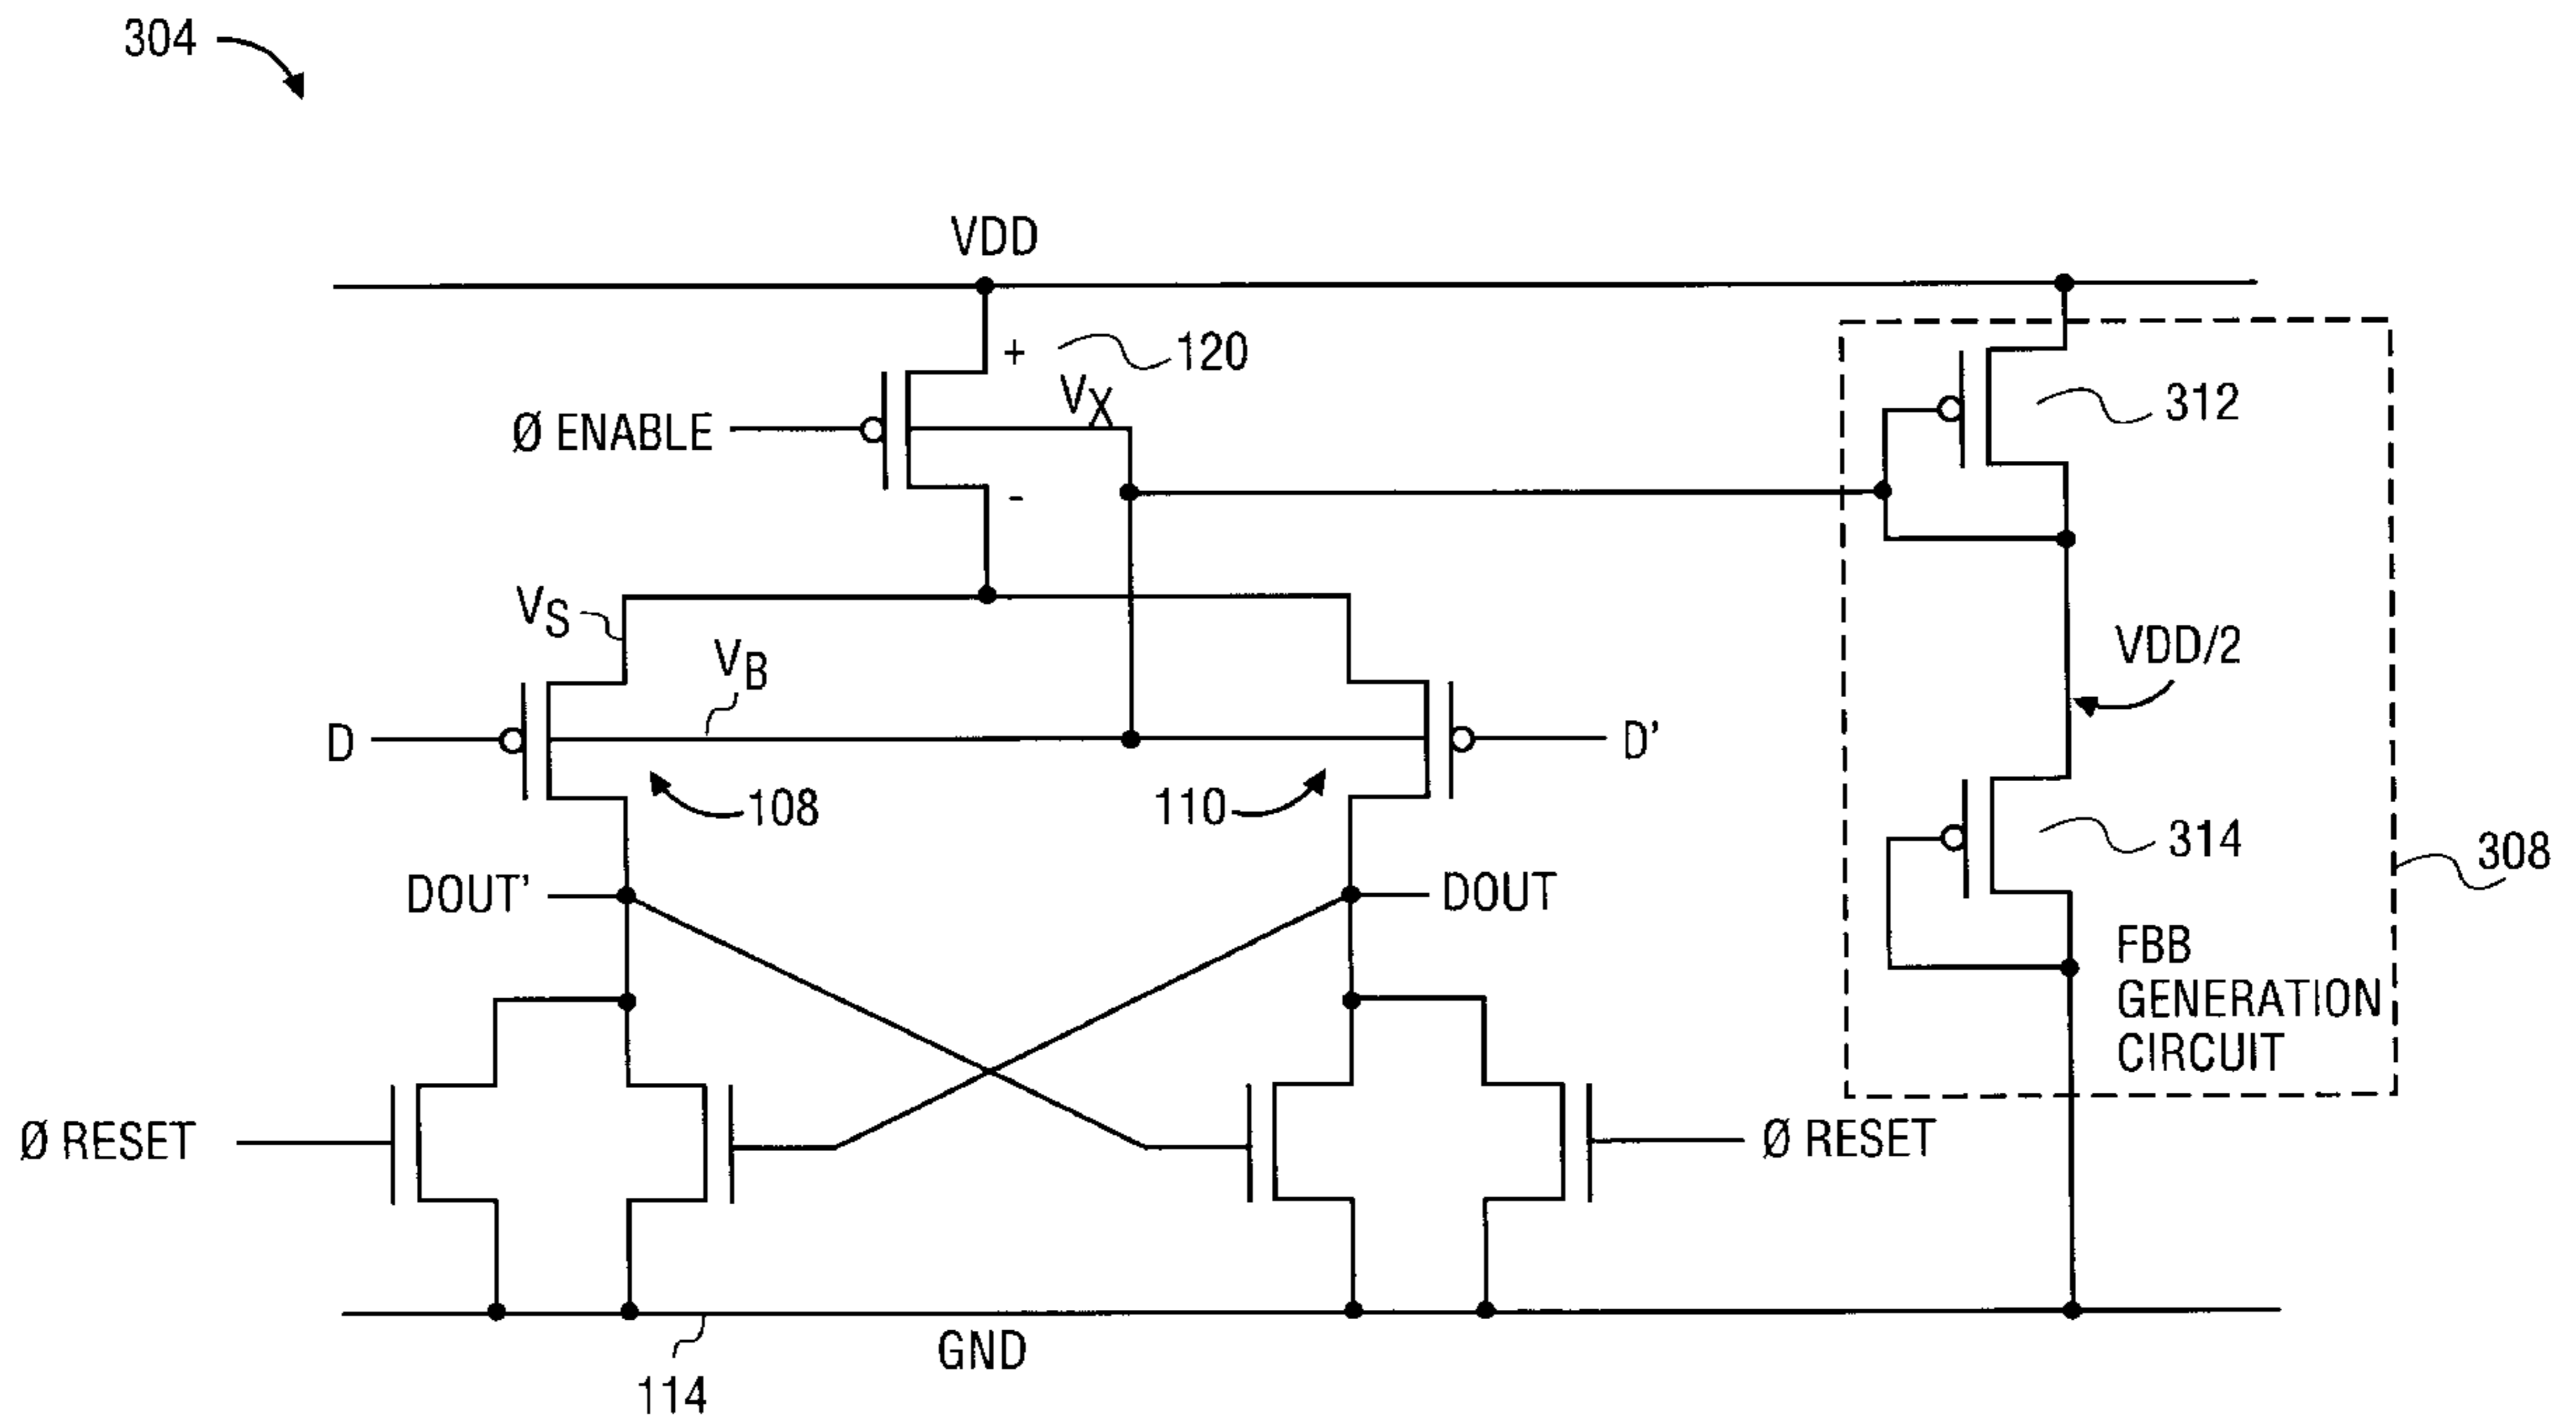 304
VDD
+
120
VX
Ø ENABLE
312
-
VS
VB
VDD/2
D
D'
108
110
314
308
DOUT'
DOUT
FBB
GENERATION
CIRCUIT
Ø RESET
Ø RESET
GND
114